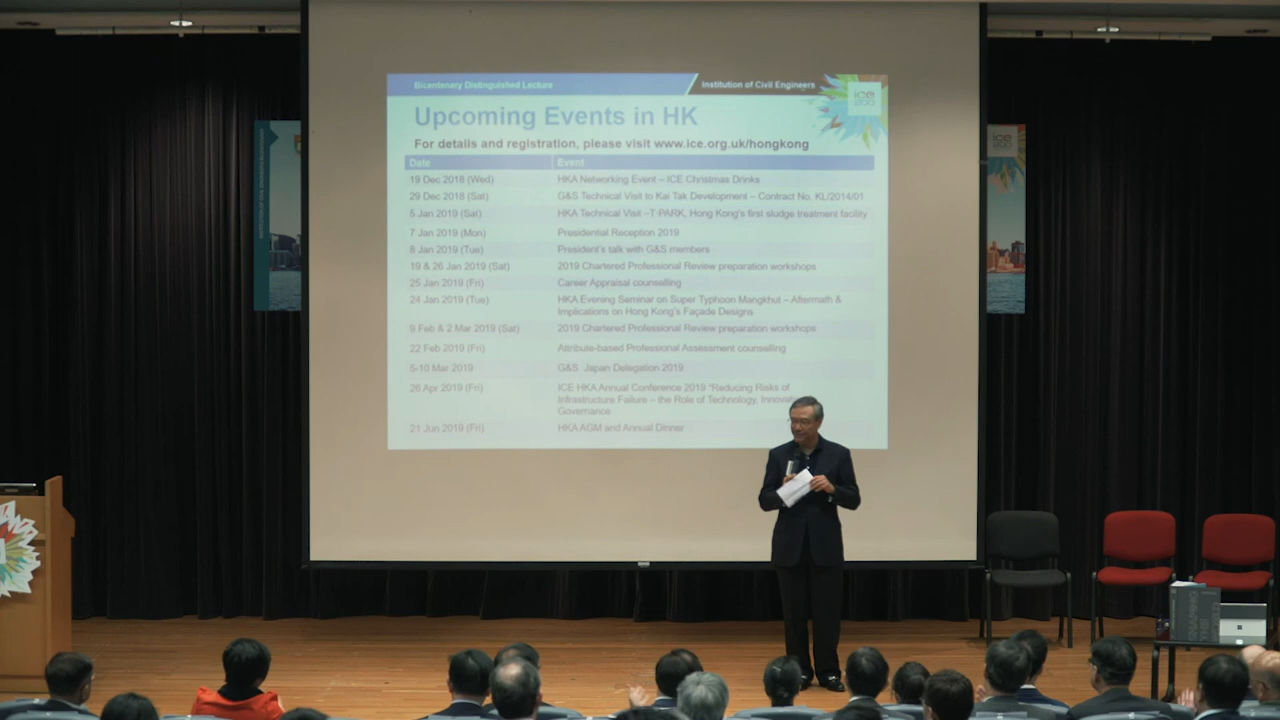 Bicentenary Distinguished Lecture
Institution of Civil Engineers
ice
200
Upcoming Events in HK
For details and registration, please visit www.ice.org.uk/hongkong
Date Event
19 Dec 2018 (Wed) HKA Networking Event – ICE Christmas Drinks
29 Dec 2018 (Sat) G&S Technical Visit to Kai Tak Development – Contract No. KL/2014/01
5 Jan 2019 (Sat) HKA Technical Visit –T· PARK, Hong Kong's first sludge treatment facility
7 Jan 2019 (Mon) Presidential Reception 2019
8 Jan 2019 (Tue) President's talk with G&S members
19 & 26 Jan 2019 (Sat) 2019 Chartered Professional Review preparation workshops
25 Jan 2019 (Fri) Career Appraisal counselling
24 Jan 2019 (Tue) HKA Evening Seminar on Super Typhoon Mangkhut – Aftermath &
Implications on Hong Kong's Façade Designs
9 Feb & 2 Mar 2019 (Sat) 2019 Chartered Professional Review preparation workshops
22 Feb 2019 (Fri) Attribute-based Professional Assessment counselling
5-10 Mar 2019 G&S Japan Delegation 2019
26 Apr 2019 (Fri) ICE HKA Annual Conference 2019 "Reducing Risks of
Infrastructure Failure – the Role of Technology,
Governance
21 Jun 2019 (Fri) HKA AGM and Annual Dinner
ice
200